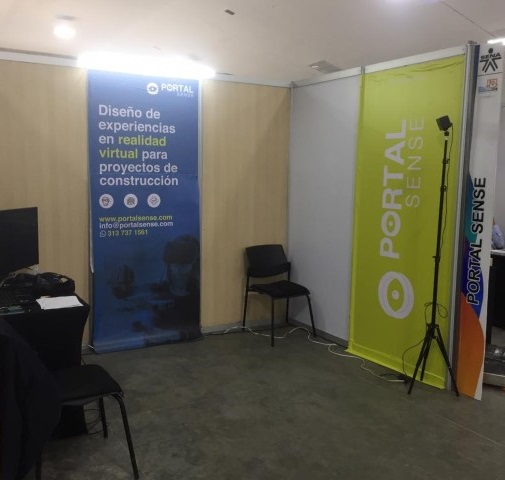 PORTAL
SENSE
Diseño de
experiencias
en realidad
virtual para
proyectos de
construcción
www.portalsense.com
info@portalsense.com
313 737 1561
PORTAL
SENSE
SENA
PORTAL SENSE